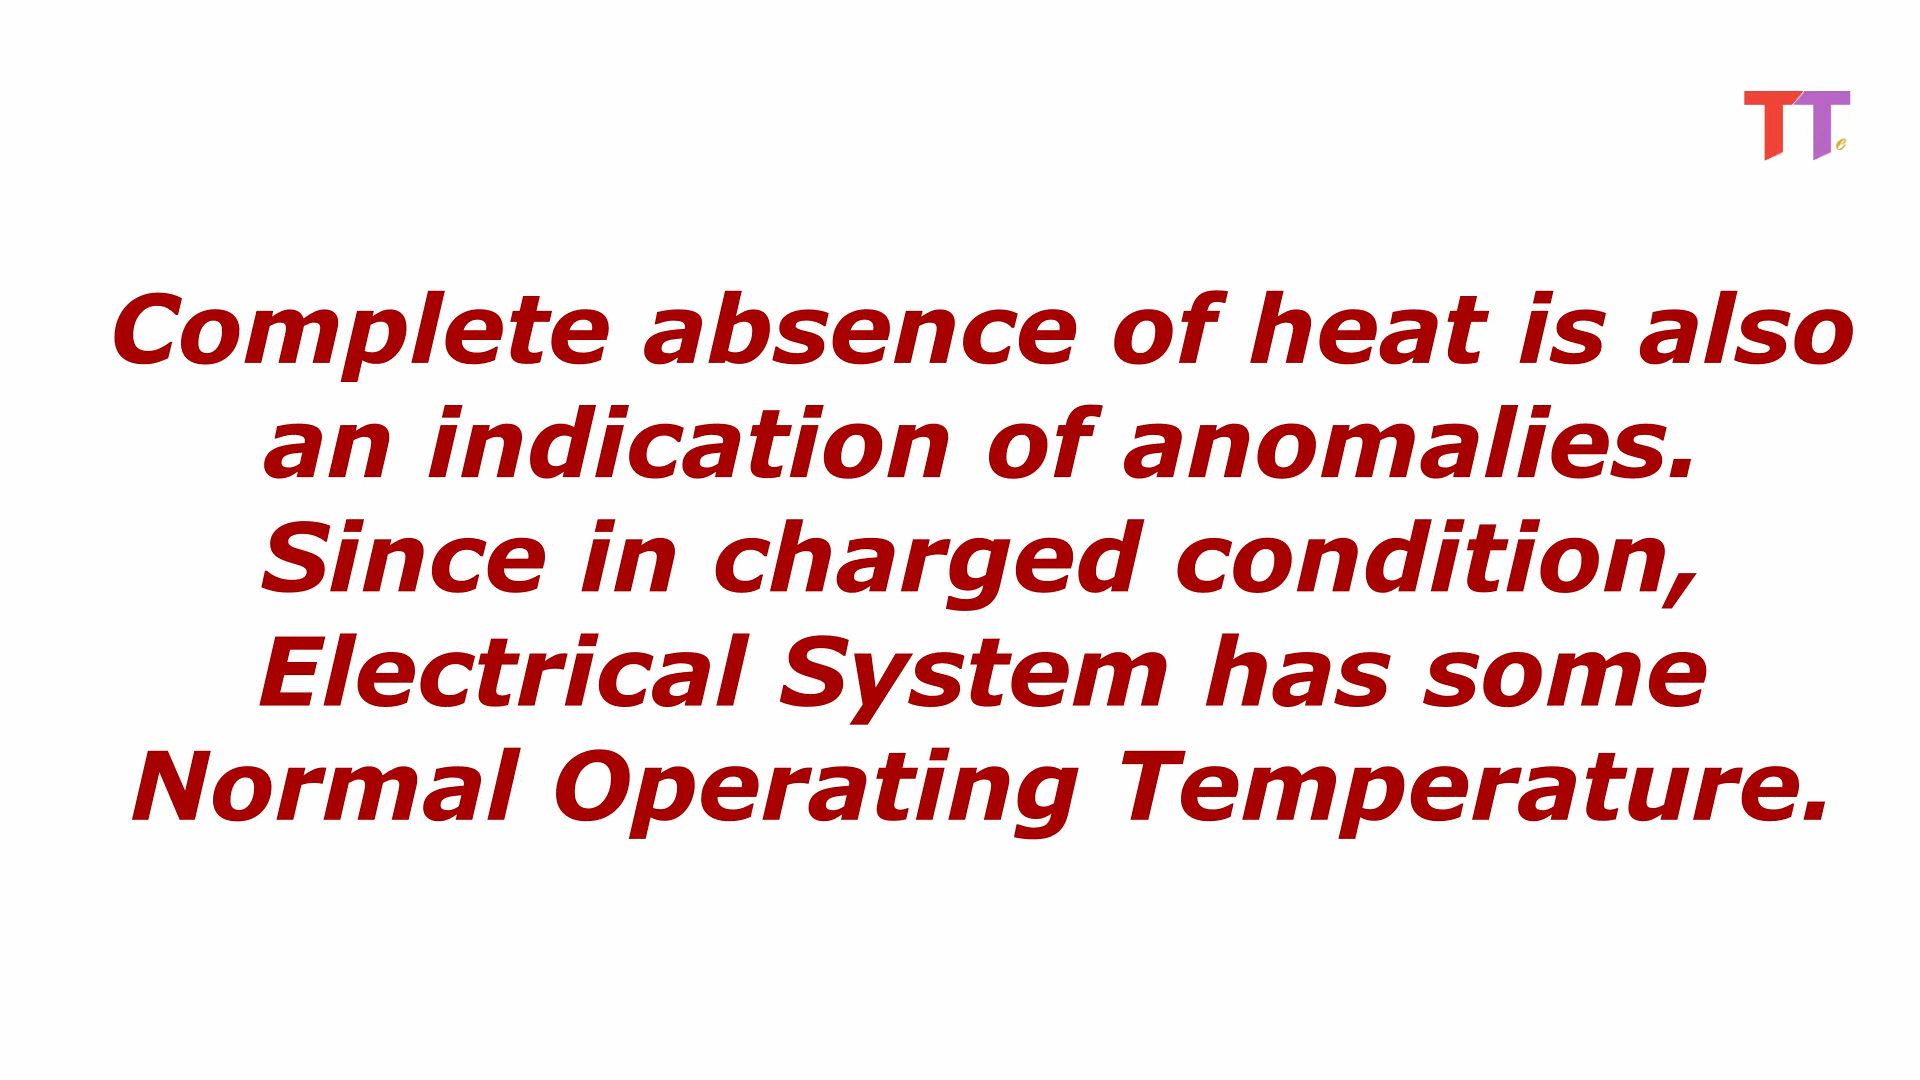 TTe
Complete absence of heat is also
an indication of anomalies.
Since in charged condition,
Electrical System has some
Normal Operating Temperature.